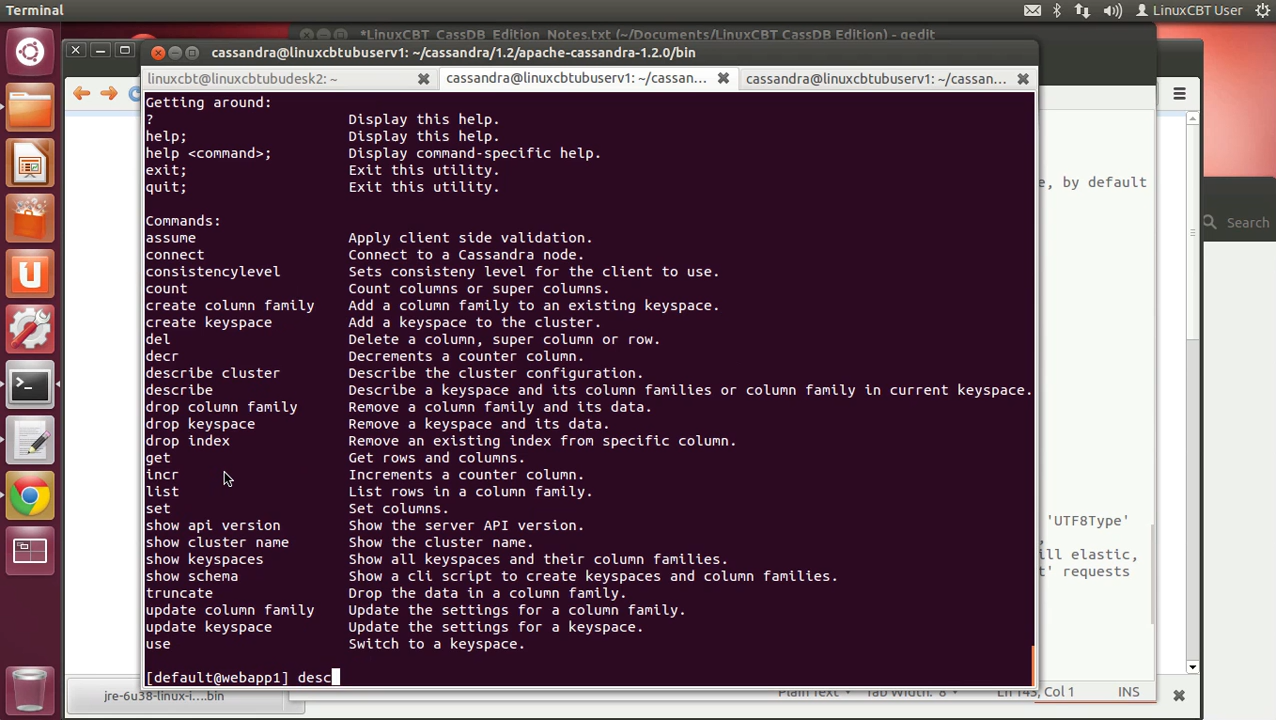 Terminal
LinuxCBT User
*LinuxCBT_CassDB_Edition_Notes.txt (~/Documents/LinuxCBT CassDB Edition) - gedit
cassandra@linuxcbtubuserv1: ~/cassandra/1.2/apache-cassandra-1.2.0/bin
linuxcbt@linuxcbtubudesk2: ~
cassandra@linuxcbtubuserv1: ~/cassan...
cassandra@linuxcbtubuserv1: ~/cassan...
Getting around:
? Display this help.
help; Display this help.
help <command>; Display command-specific help.
exit; Exit this utility.
quit; Exit this utility.
Commands:
assume Apply client side validation.
connect Connect to a Cassandra node.
consistencylevel Sets consisteny level for the client to use.
count Count columns or super columns.
create column family Add a column family to an existing keyspace.
create keyspace Add a keyspace to the cluster.
del Delete a column, super column or row.
decr Decrements a counter column.
describe cluster Describe the cluster configuration.
describe Describe a keyspace and its column families or column family in current keyspace.
drop column family Remove a column family and its data.
drop keyspace Remove a keyspace and its data.
drop index Remove an existing index from specific column.
get Get rows and columns.
incr Increments a counter column.
list List rows in a column family.
set Set columns.
show api version Show the server API version.
show cluster name Show the cluster name.
show keyspaces Show all keyspaces and their column families.
show schema Show a cli script to create keyspaces and column families.
truncate Drop the data in a column family.
update column family Update the settings for a column family.
update keyspace Update the settings for a keyspace.
use Switch to a keyspace.
[default@webapp1] desc
e, by default
Search
'UTF8Type'
ill elastic,
t' requests
jre-6u38-linux-i....bin
Plain Text Tab Width: 8 Ln 143, Col 1 INS